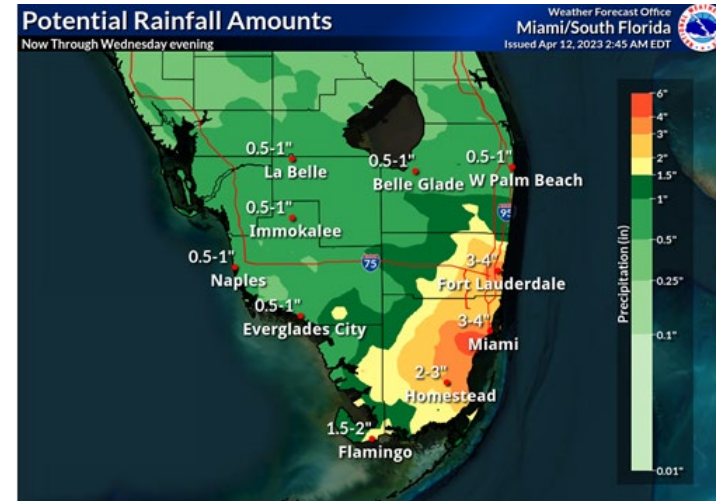 Potential Rainfall Amounts
Now Through Wednesday evening
Weather Forecast Office
Miami/South Florida
Issued Apr 12, 2023 2:45 AM EDT
0.5-1"
La Belle
0.5-1"
Belle Glade
0.5-1"
W Palm Beach
0.5-1"
Immokalee
95
0.5-1"
Naples
75
3-4"
Fort Lauderdale
0.5-1"
Everglades City
3-4"
Miami
2-3"
Homestead
1.5-2"
Flamingo
Precipitation (in)
6"
4"
3"
2"
1.5"
1"
0.5"
0.25"
0.1"
0.01"